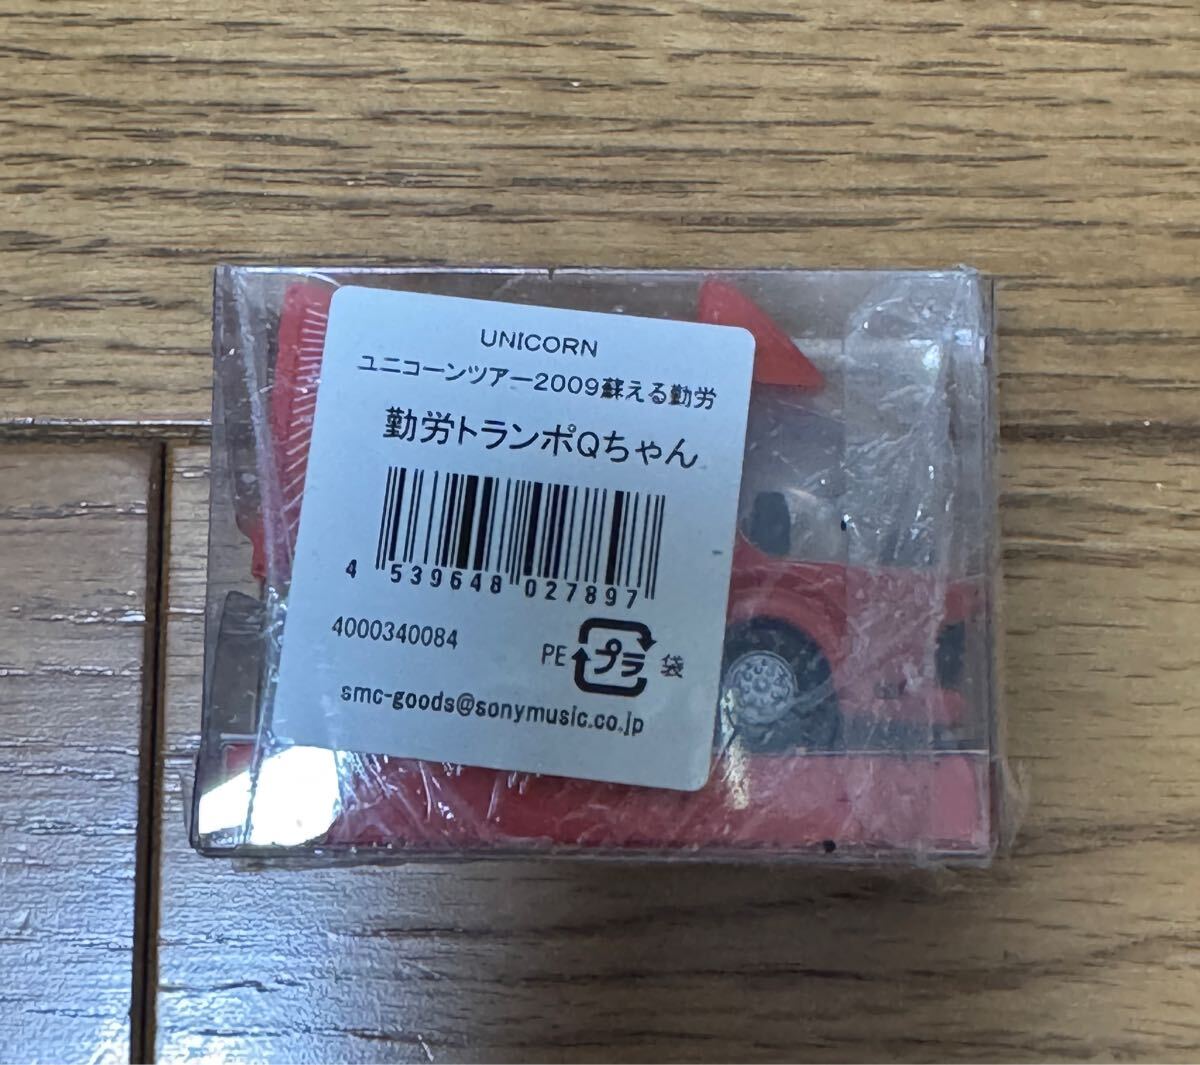 UNICORN
ユニコーンツアー2009蘇える勤労
勤労トランポQちゃん
4 539648 027897
4000340084
PE プラ 袋
smc-goods@sonymusic.co.jp